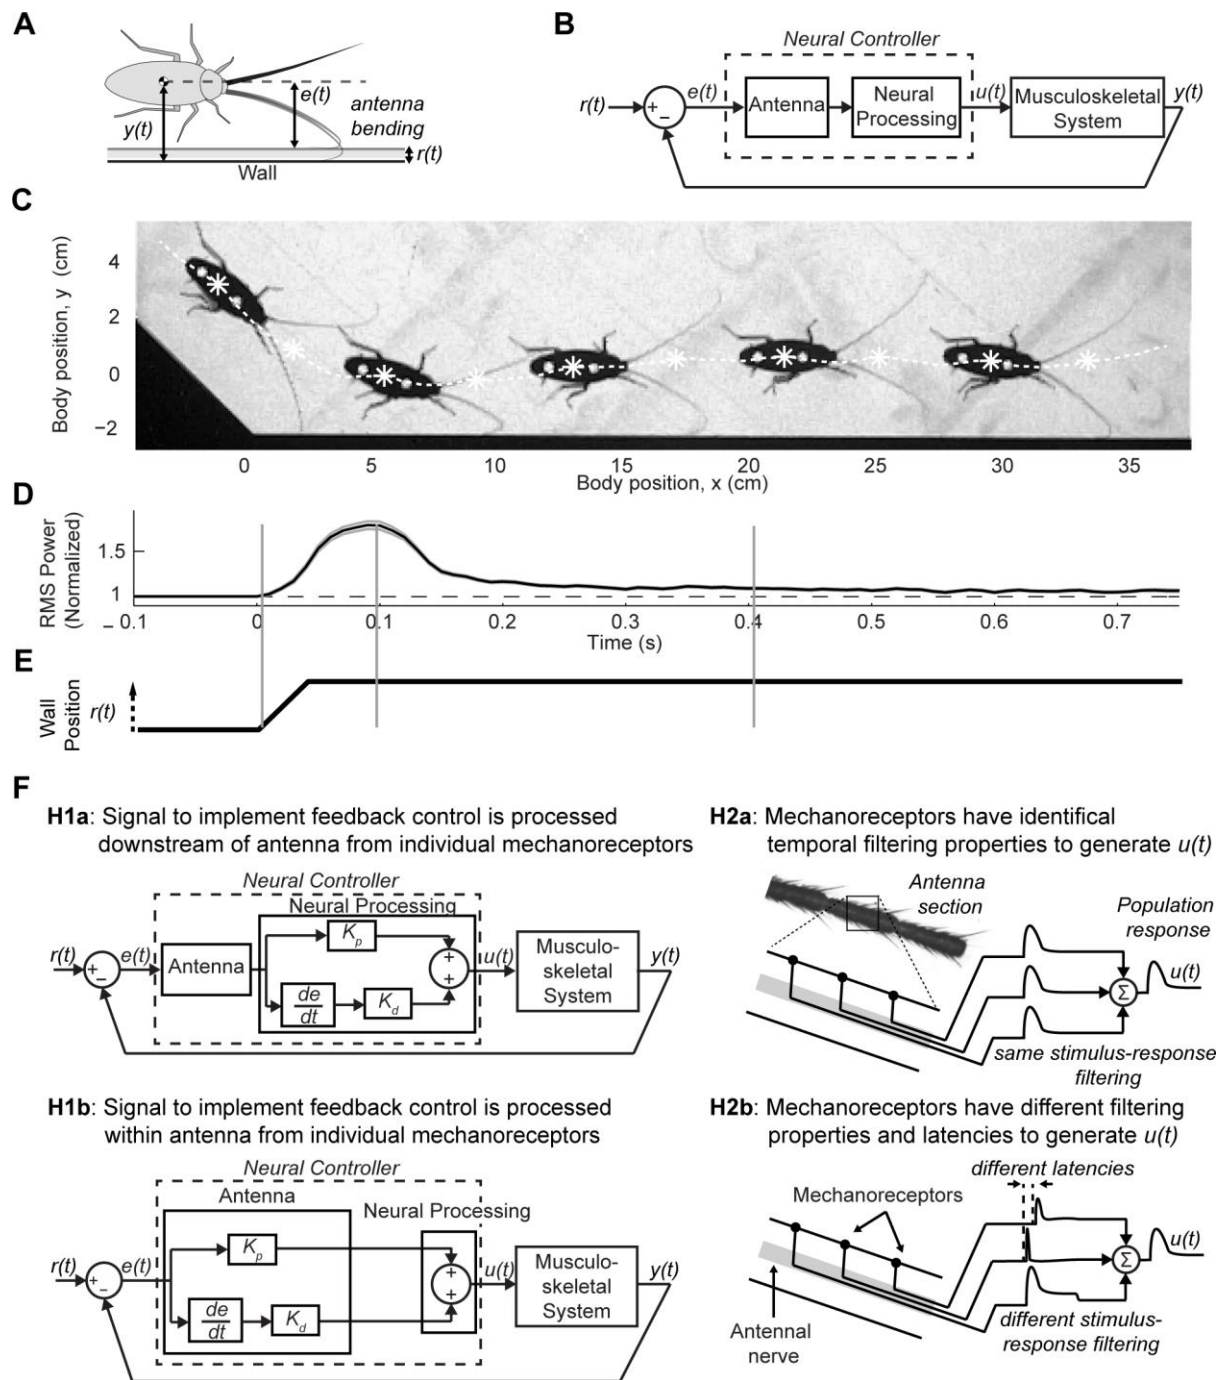 A
y(t)
e(t)
antenna
bending
r(t)
Wall
B
Neural Controller
r(t)
+
−
e(t)
Antenna
Neural
Processing
u(t)
Musculoskeletal
System
y(t)
C
Body position, y (cm)
4
2
0
−2
0
5
10
15
20
25
30
35
Body position, x (cm)
D
RMS Power
(Normalized)
1.5
1
− 0.1
0
0.1
0.2
0.3
0.4
0.5
0.6
0.7
Time (s)
E
Wall
Position
r(t)
F
H1a: Signal to implement feedback control is processed
downstream of antenna from individual mechanoreceptors
Neural Controller
Neural Processing
r(t)
+
−
e(t)
Antenna
Kp
de
dt
Kd
+
+
u(t)
Musculo-
skeletal
System
y(t)
H2a: Mechanoreceptors have identifical
temporal filtering properties to generate u(t)
Antenna
section
Population
response
Σ
u(t)
same stimulus-response
filtering
H1b: Signal to implement feedback control is processed
within antenna from individual mechanoreceptors
Neural Controller
Antenna
Neural Processing
r(t)
+
−
e(t)
Kp
de
dt
Kd
+
+
u(t)
Musculo-
skeletal
System
y(t)
H2b: Mechanoreceptors have different filtering
properties and latencies to generate u(t)
different latencies
Mechanoreceptors
Σ
u(t)
Antennal
nerve
different stimulus-
response filtering